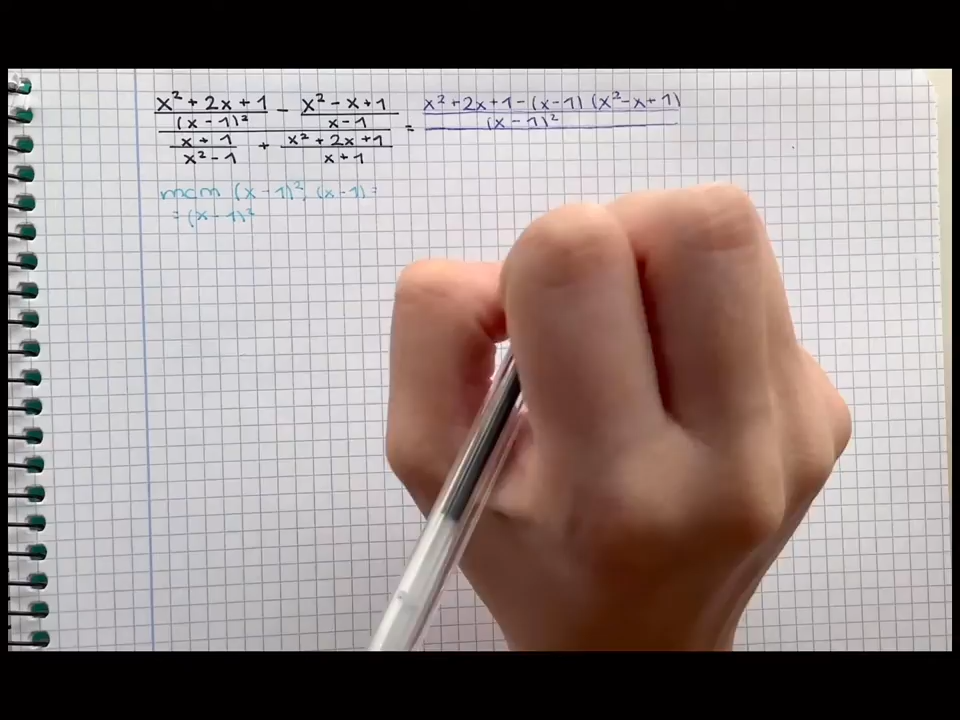 x² + 2x + 1 / (x - 1)² - x² - x + 1 / x - 1 = x² + 2x + 1 - (x - 1) (x² - x + 1) / (x - 1)²
x + 1 / x² - 1 + x² + 2x + 1 / x + 1
mcm (x - 1)², (x - 1) =
= (x - 1)²